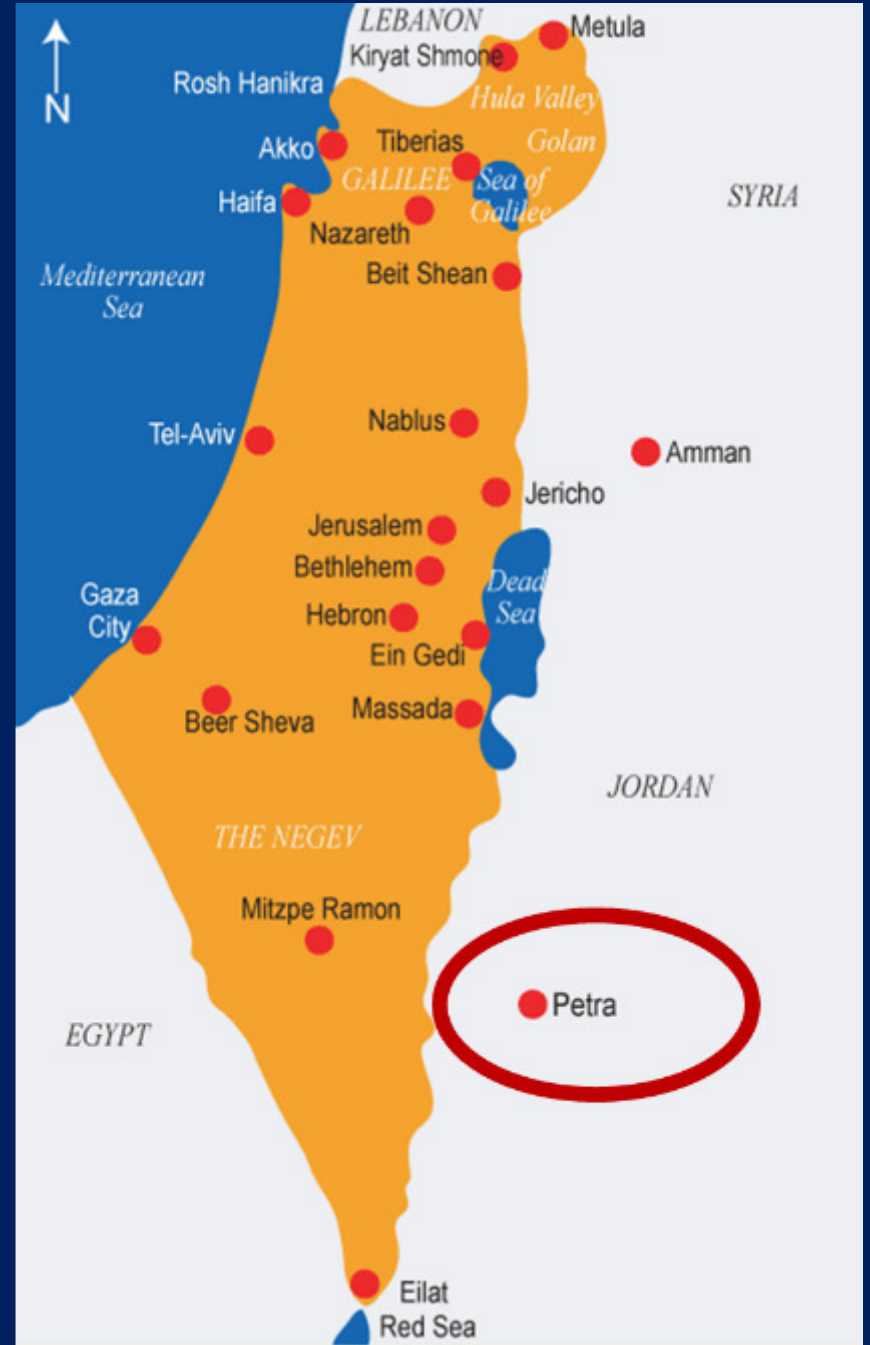 LEBANON
Metula
Kiryat Shmone
N
Rosh Hanikra
Hula Valley
Akko
Tiberias
Golan
GALILEE
Sea of
Galilee
SYRIA
Haifa
Nazareth
Mediterranean
Sea
Beit Shean
Tel-Aviv
Nablus
Amman
Jericho
Jerusalem
Bethlehem
Dead
Sea
Gaza
City
Hebron
Ein Gedi
Beer Sheva
Massada
JORDAN
THE NEGEV
Mitzpe Ramon
Petra
EGYPT
Eilat
Red Sea